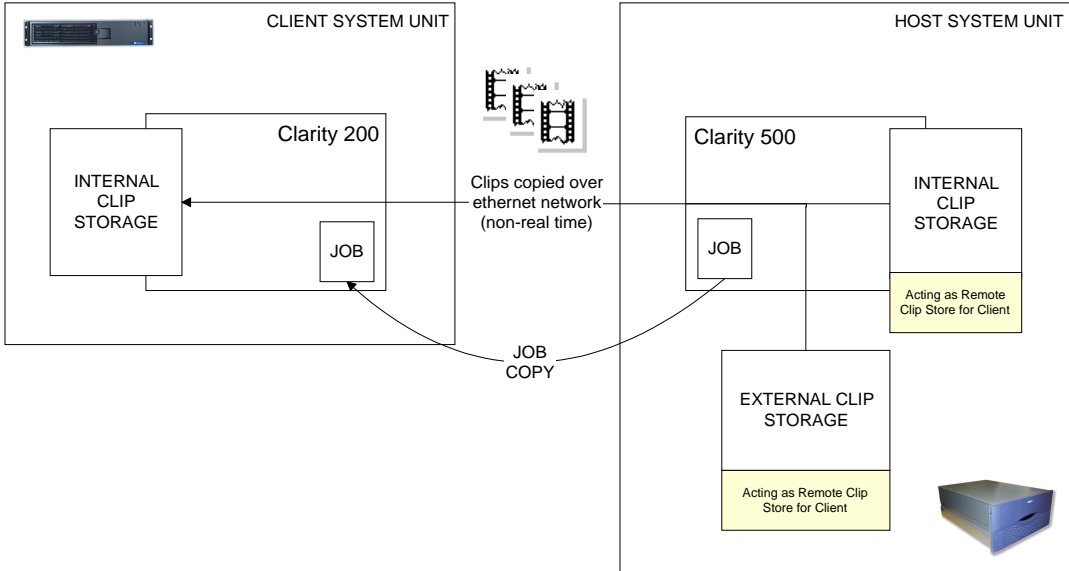 CLIENT SYSTEM UNIT
HOST SYSTEM UNIT
Clarity 200
INTERNAL
CLIP
STORAGE
JOB
Clips copied over
ethernet network
(non-real time)
Clarity 500
JOB
INTERNAL
CLIP
STORAGE
Acting as Remote
Clip Store for Client
JOB
COPY
EXTERNAL CLIP
STORAGE
Acting as Remote Clip
Store for Client